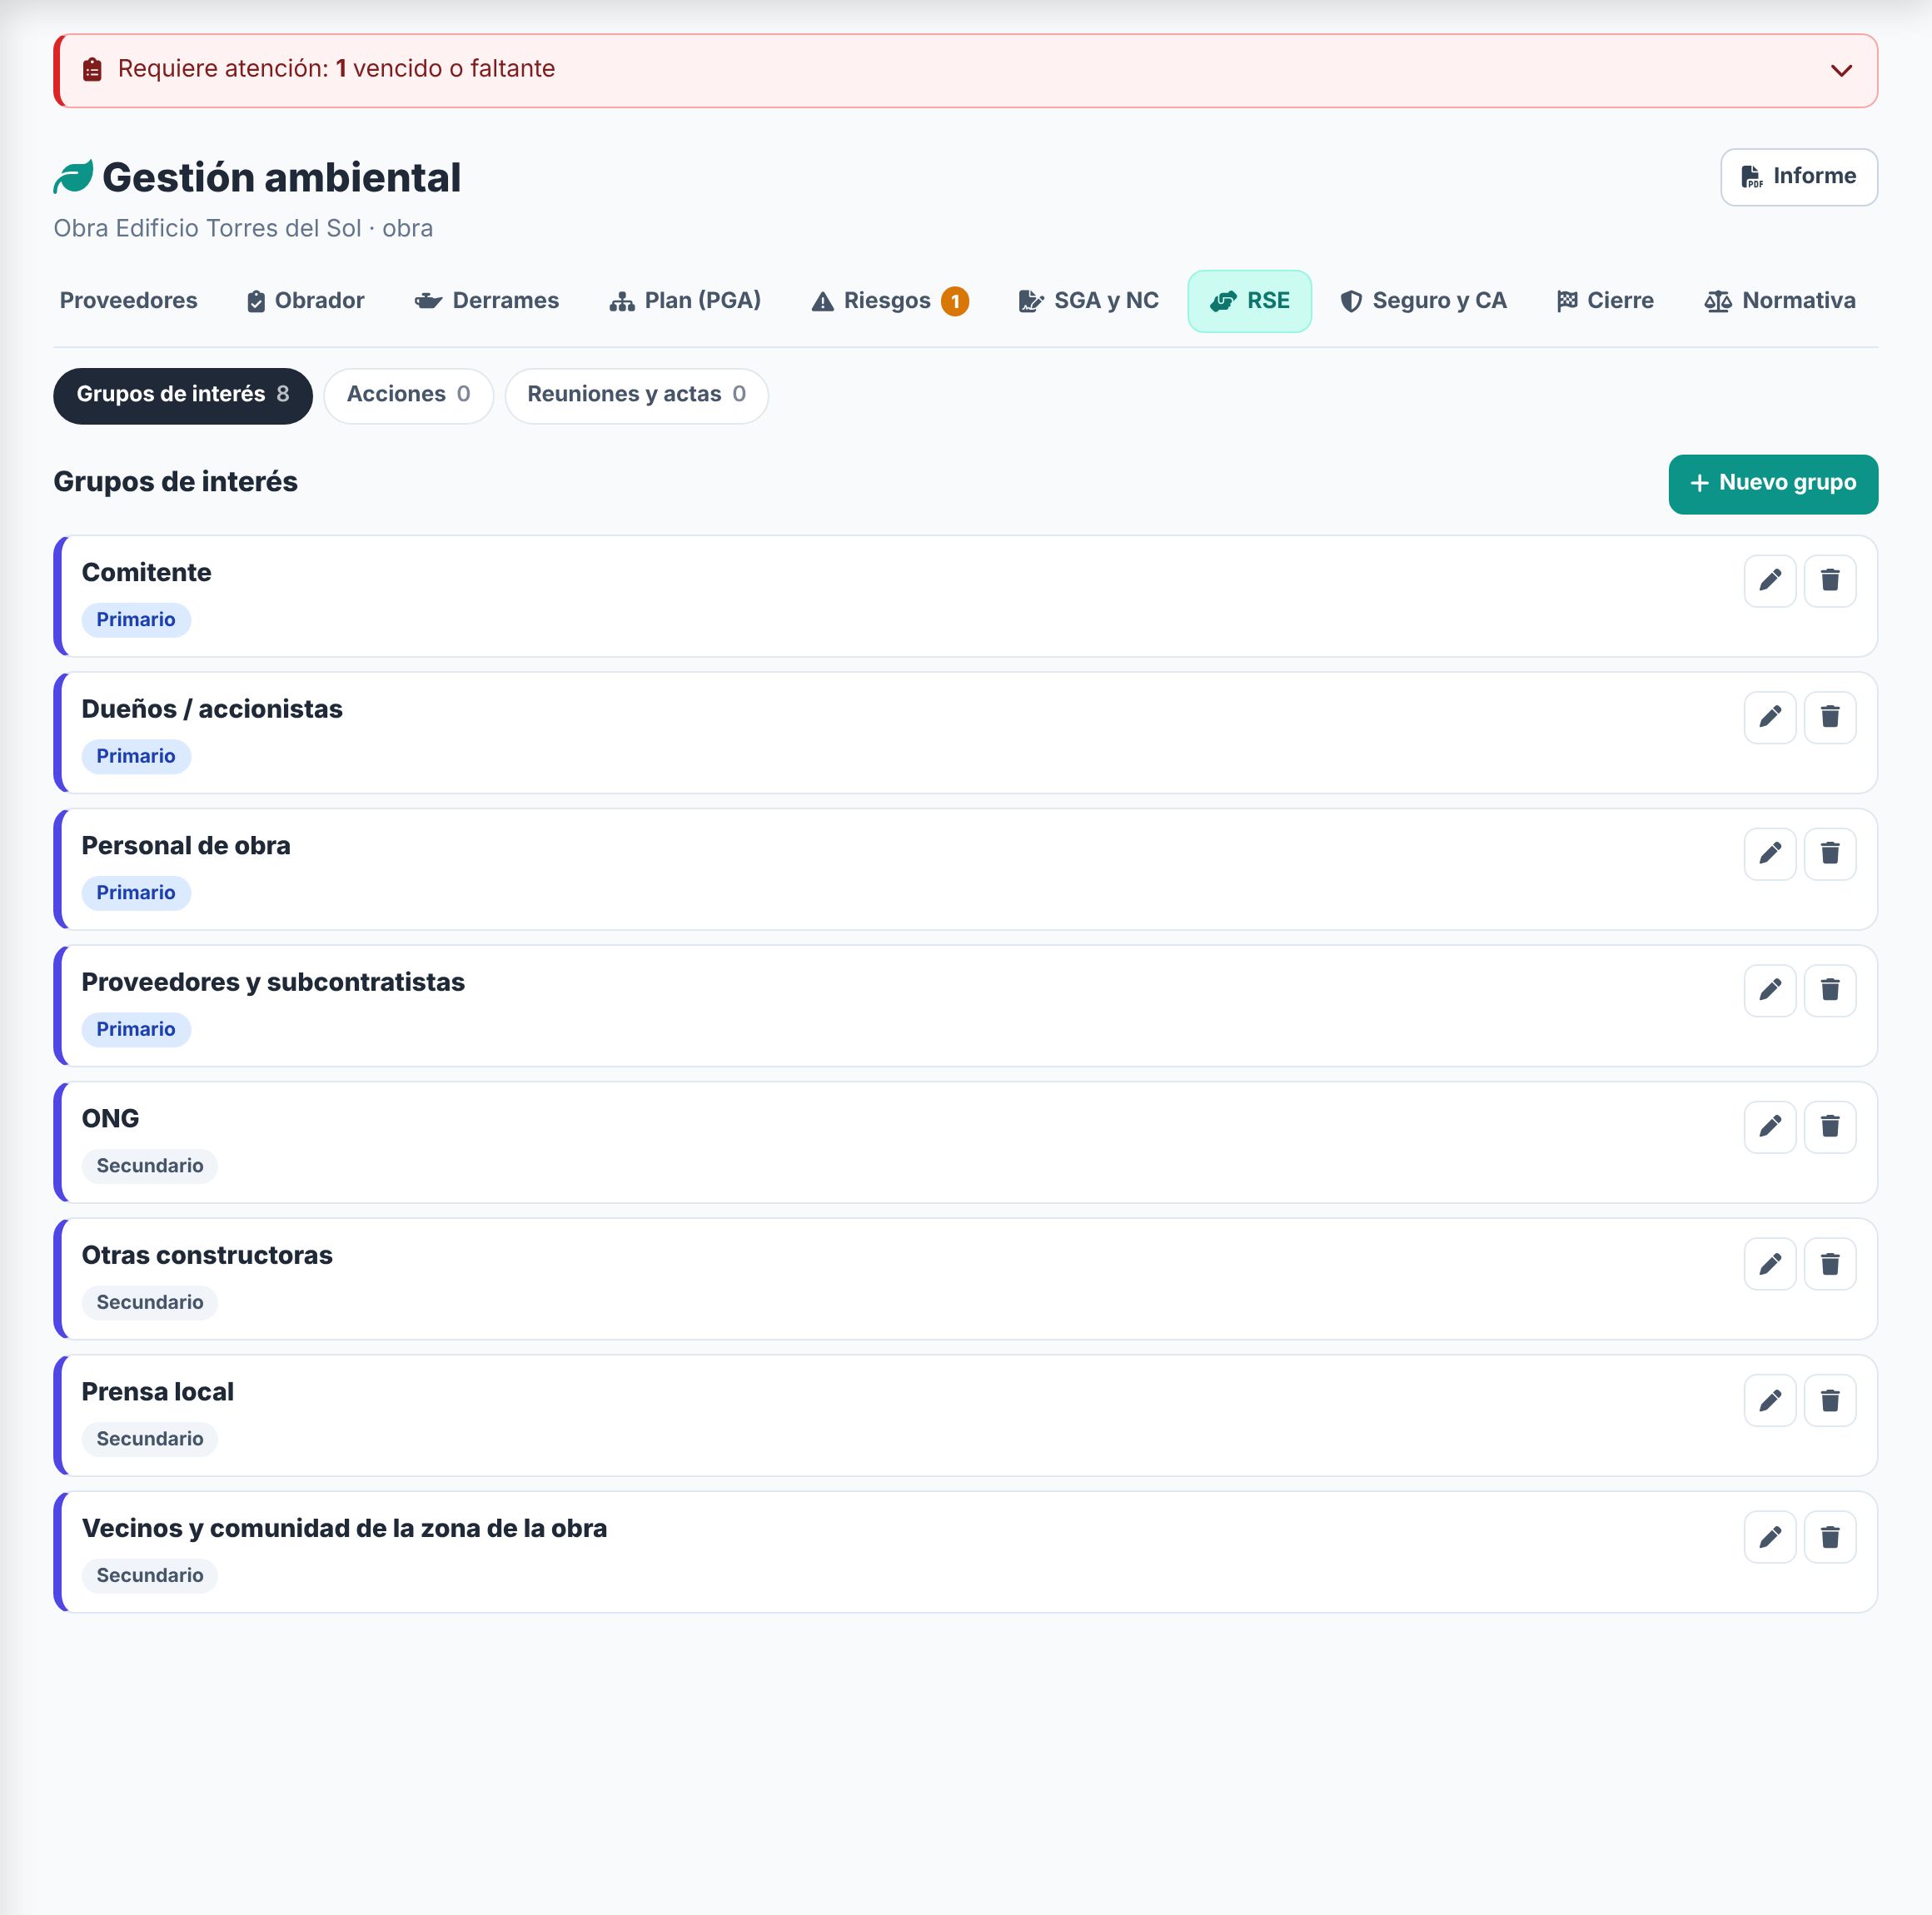 Requiere atención: 1 vencido o faltante
Gestión ambiental
Informe
Obra Edificio Torres del Sol · obra
Proveedores Obrador Derrames Plan (PGA) Riesgos 1 SGA y NC RSE Seguro y CA Cierre Normativa
Grupos de interés 8 Acciones 0 Reuniones y actas 0
Grupos de interés
+ Nuevo grupo
Comitente
Primario
Dueños / accionistas
Primario
Personal de obra
Primario
Proveedores y subcontratistas
Primario
ONG
Secundario
Otras constructoras
Secundario
Prensa local
Secundario
Vecinos y comunidad de la zona de la obra
Secundario